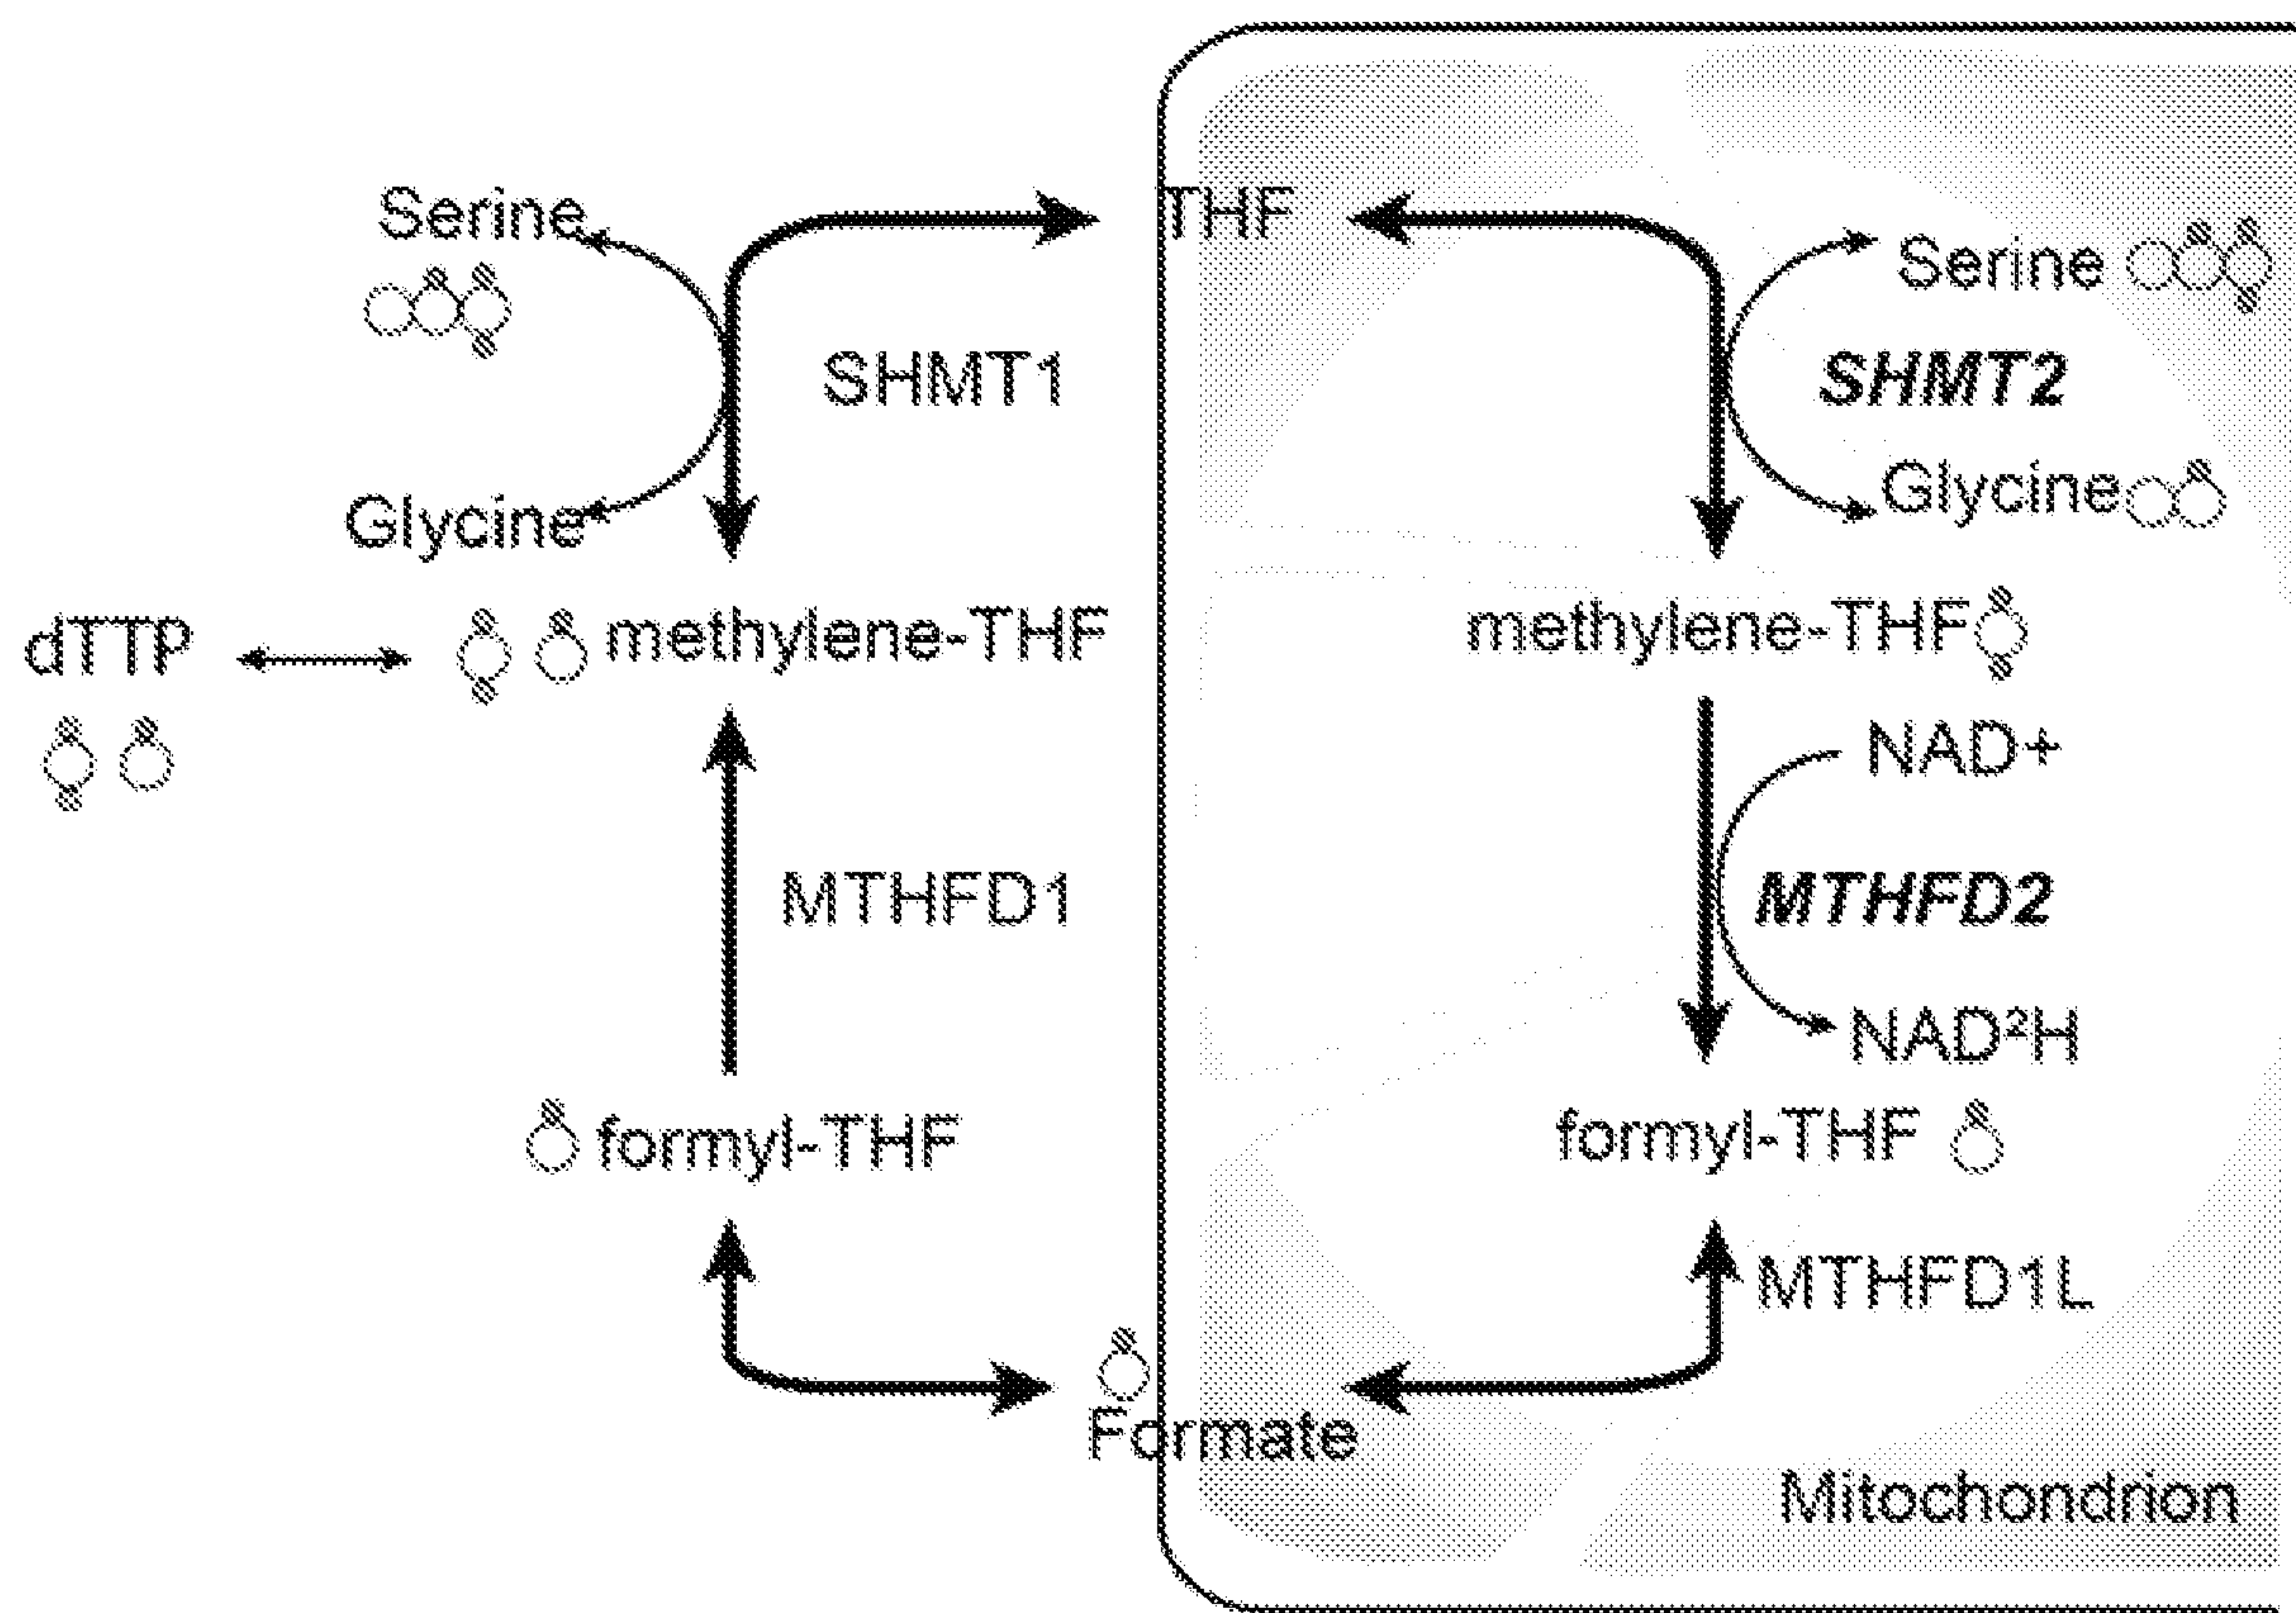 Serine
THF
Serine
SHMT1
SHMT2
Glycine*
Glycine
dTTP
methylene-THF
methylene-THF
NAD+
MTHFD1
MTHFD2
NAD²H
formyl-THF
formyl-THF
MTHFD1L
Formate
Mitochondrion